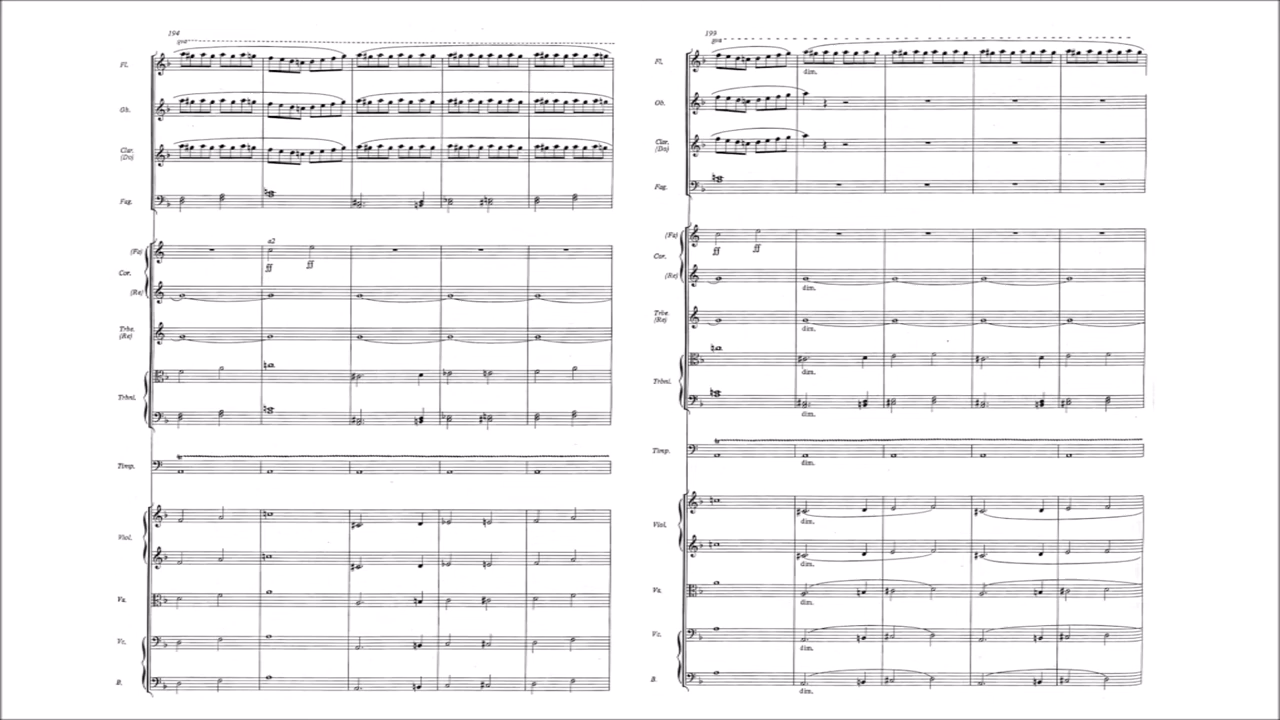 194
8va
Fl.
Ob.
Clar.
(Do)
Fag.
(Fa)
a2
ff ff
Cor.
(Re)
Trbe.
(Re)
Trbni.
Timp.
tr
Viol.
Va.
Vc.
B.
199
8va
Fl.
dim.
Ob.
Clar.
(Do)
Fag.
(Fa)
ff ff
Cor.
(Re)
dim.
Trbe.
(Re)
dim.
dim.
Trbni.
dim.
tr
Timp.
dim.
Viol.
dim.
dim.
Va.
dim.
Vc.
dim.
B.
dim.